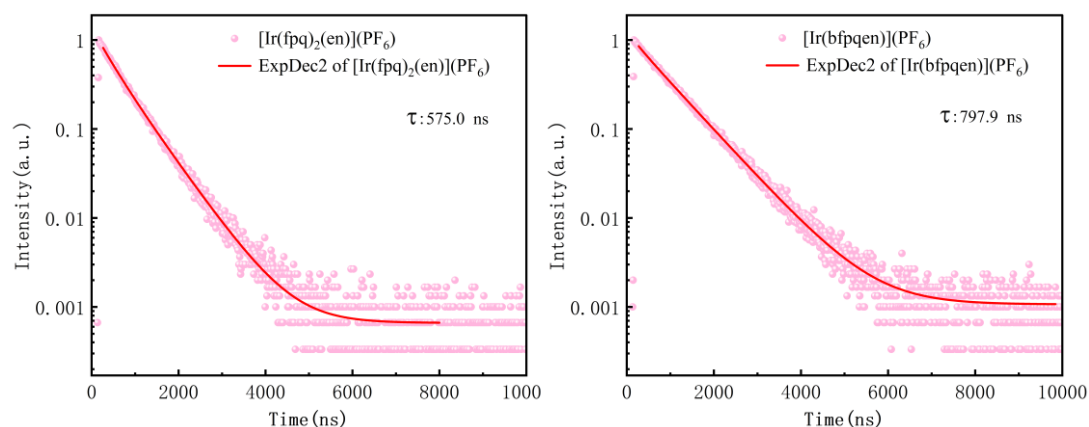 [Ir(fpq)₂(en)](PF₆)
ExpDec2 of [Ir(fpq)₂(en)](PF₆)
τ:575.0 ns
1
0.1
0.01
0.001
Intensity(a.u.)
0 2000 4000 6000 8000 10000
Time(ns)
[Ir(bfpqen)](PF₆)
ExpDec2 of [Ir(bfpqen)](PF₆)
τ:797.9 ns
1
0.1
0.01
0.001
Intensity(a.u.)
0 2000 4000 6000 8000 10000
Time(ns)